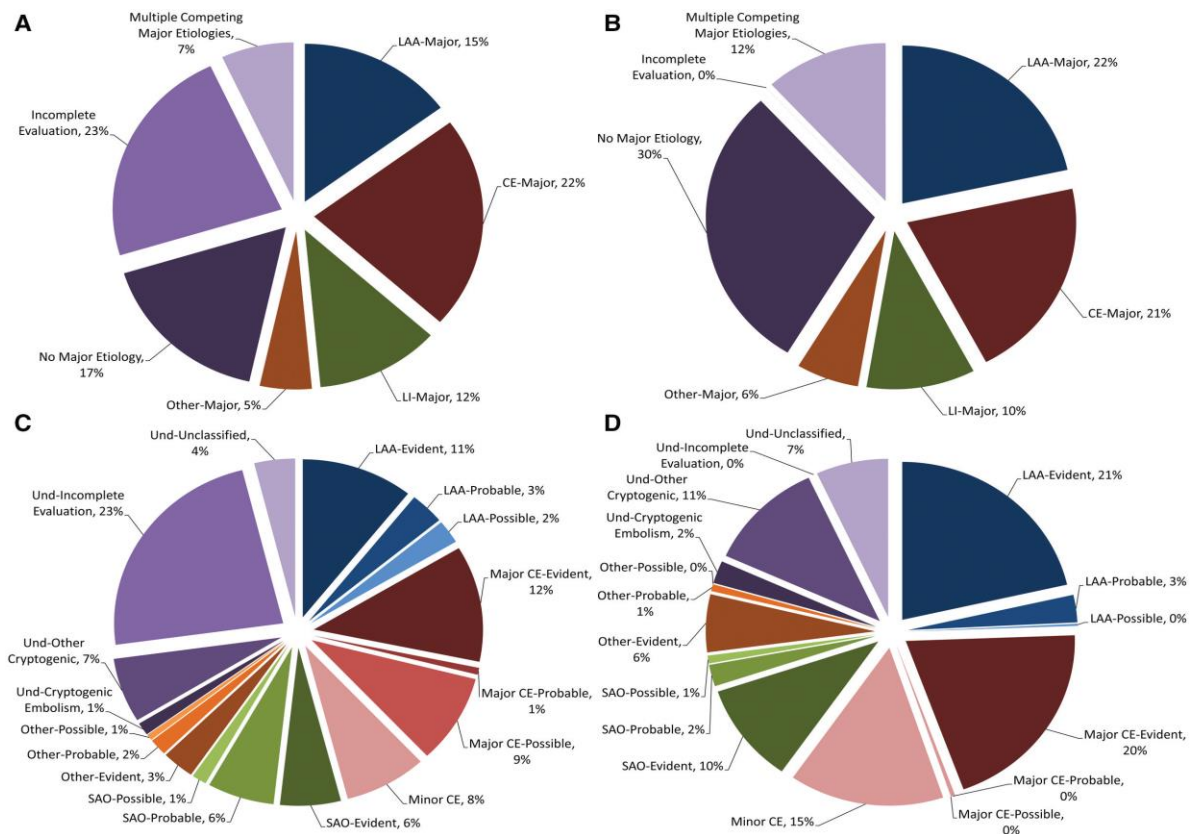 A
Multiple Competing
Major Etiologies,
7%
LAA-Major, 15%
Incomplete
Evaluation, 23%
CE-Major, 22%
No Major Etiology,
17%
Other-Major, 5%
LI-Major, 12%
B
Multiple Competing
Major Etiologies,
12%
Incomplete
Evaluation, 0%
LAA-Major, 22%
No Major Etiology,
30%
CE-Major, 21%
Other-Major, 6%
LI-Major, 10%
C
Und-Unclassified,
4%
LAA-Evident, 11%
LAA-Probable, 3%
LAA-Possible, 2%
Und-Incomplete
Evaluation, 23%
Major CE-Evident,
12%
Und-Other
Cryptogenic, 7%
Major CE-Probable,
1%
Und-Cryptogenic
Embolism, 1%
Major CE-Possible,
9%
Other-Possible, 1%
Other-Probable, 2%
Other-Evident, 3%
Minor CE, 8%
SAO-Possible, 1%
SAO-Probable, 6%
SAO-Evident, 6%
D
Und-Unclassified,
7%
Und-Incomplete
Evaluation, 0%
LAA-Evident, 21%
Und-Other
Cryptogenic, 11%
Und-Cryptogenic
Embolism, 2%
LAA-Probable, 3%
Other-Possible, 0%
Other-Probable,
1%
LAA-Possible, 0%
Other-Evident,
6%
SAO-Possible, 1%
SAO-Probable, 2%
Major CE-Evident,
20%
SAO-Evident, 10%
Major CE-Probable,
0%
Major CE-Possible,
0%
Minor CE, 15%